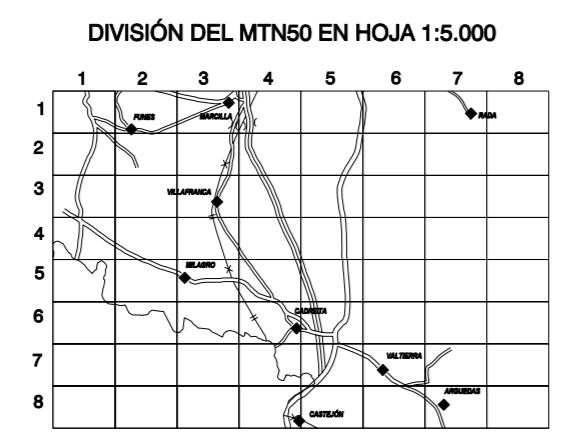 DIVISIÓN DEL MTN50 EN HOJA 1:5.000
1 2 3 4 5 6 7 8
1
FUNES
MARCILLA
RADA
2
3
VILLAFRANCA
4
5
MILAGRO
6
CADREITA
7
VALTIERRA
8
ARGUEDAS
CASTEJÓN